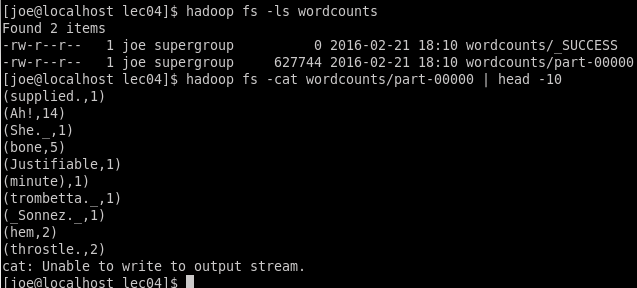 [joe@localhost lec04]$ hadoop fs -ls wordcounts
Found 2 items
-rw-r--r--   1 joe supergroup          0 2016-02-21 18:10 wordcounts/_SUCCESS
-rw-r--r--   1 joe supergroup     627744 2016-02-21 18:10 wordcounts/part-00000
[joe@localhost lec04]$ hadoop fs -cat wordcounts/part-00000 | head -10
(supplied.,1)
(Ah!,14)
(She._,1)
(bone,5)
(Justifiable,1)
(minute),1)
(trombetta._,1)
(_Sonnez._,1)
(hem,2)
(throstle.,2)
cat: Unable to write to output stream.
[joe@localhost lec04]$